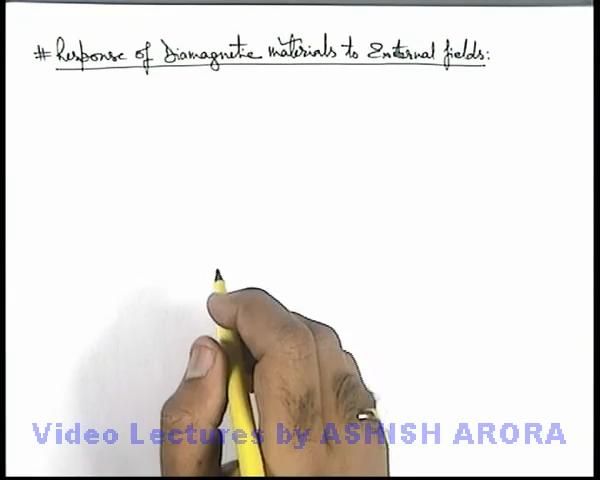 # Response of Diamagnetic materials to External fields:
Video Lectures by ASHISH ARORA